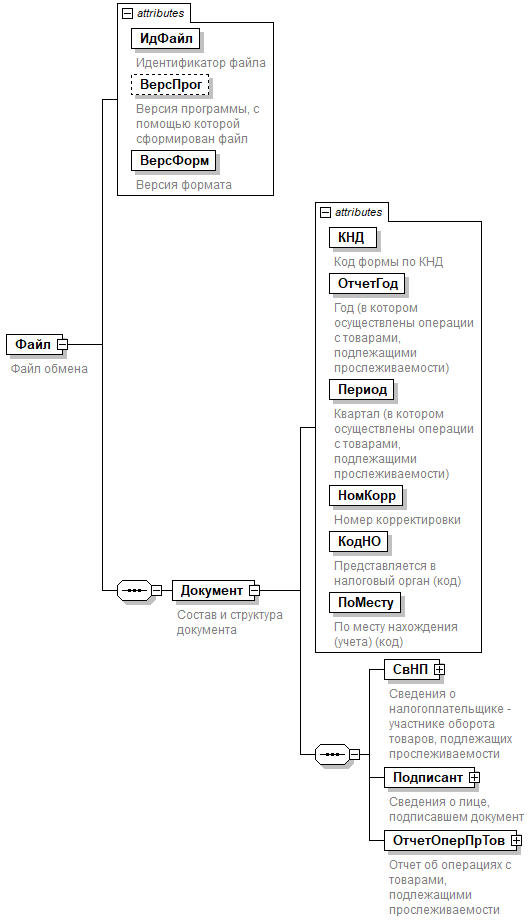 attributes
ИдФайл
Идентификатор файла
ВерсПрог
Версия программы, с
помощью которой
сформирован файл
ВерсФорм
Версия формата
attributes
КНД
Код формы по КНД
ОтчетГод
Год (в котором
осуществлены операции
с товарами,
подлежащими
прослеживаемости)
Период
Квартал (в котором
осуществлены операции
с товарами,
подлежащими
прослеживаемости)
НомКорр
Номер корректировки
КодНО
Представляется в
налоговый орган (код)
ПоМесту
По месту нахождения
(учета) (код)
Файл
Файл обмена
Документ
Состав и структура
документа
СвНП
Сведения о
налогоплательщике -
участнике оборота
товаров, подлежащих
прослеживаемости
Подписант
Сведения о лице,
подписавшем документ
ОтчетОперПрТов
Отчет об операциях с
товарами,
подлежащими
прослеживаемости